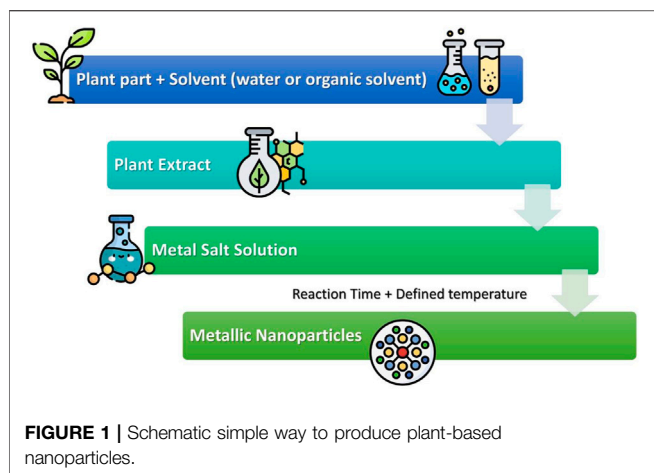 Plant part + Solvent (water or organic solvent)
Plant Extract
Metal Salt Solution
Reaction Time + Defined temperature
Metallic Nanoparticles
FIGURE 1 | Schematic simple way to produce plant-based
nanoparticles.